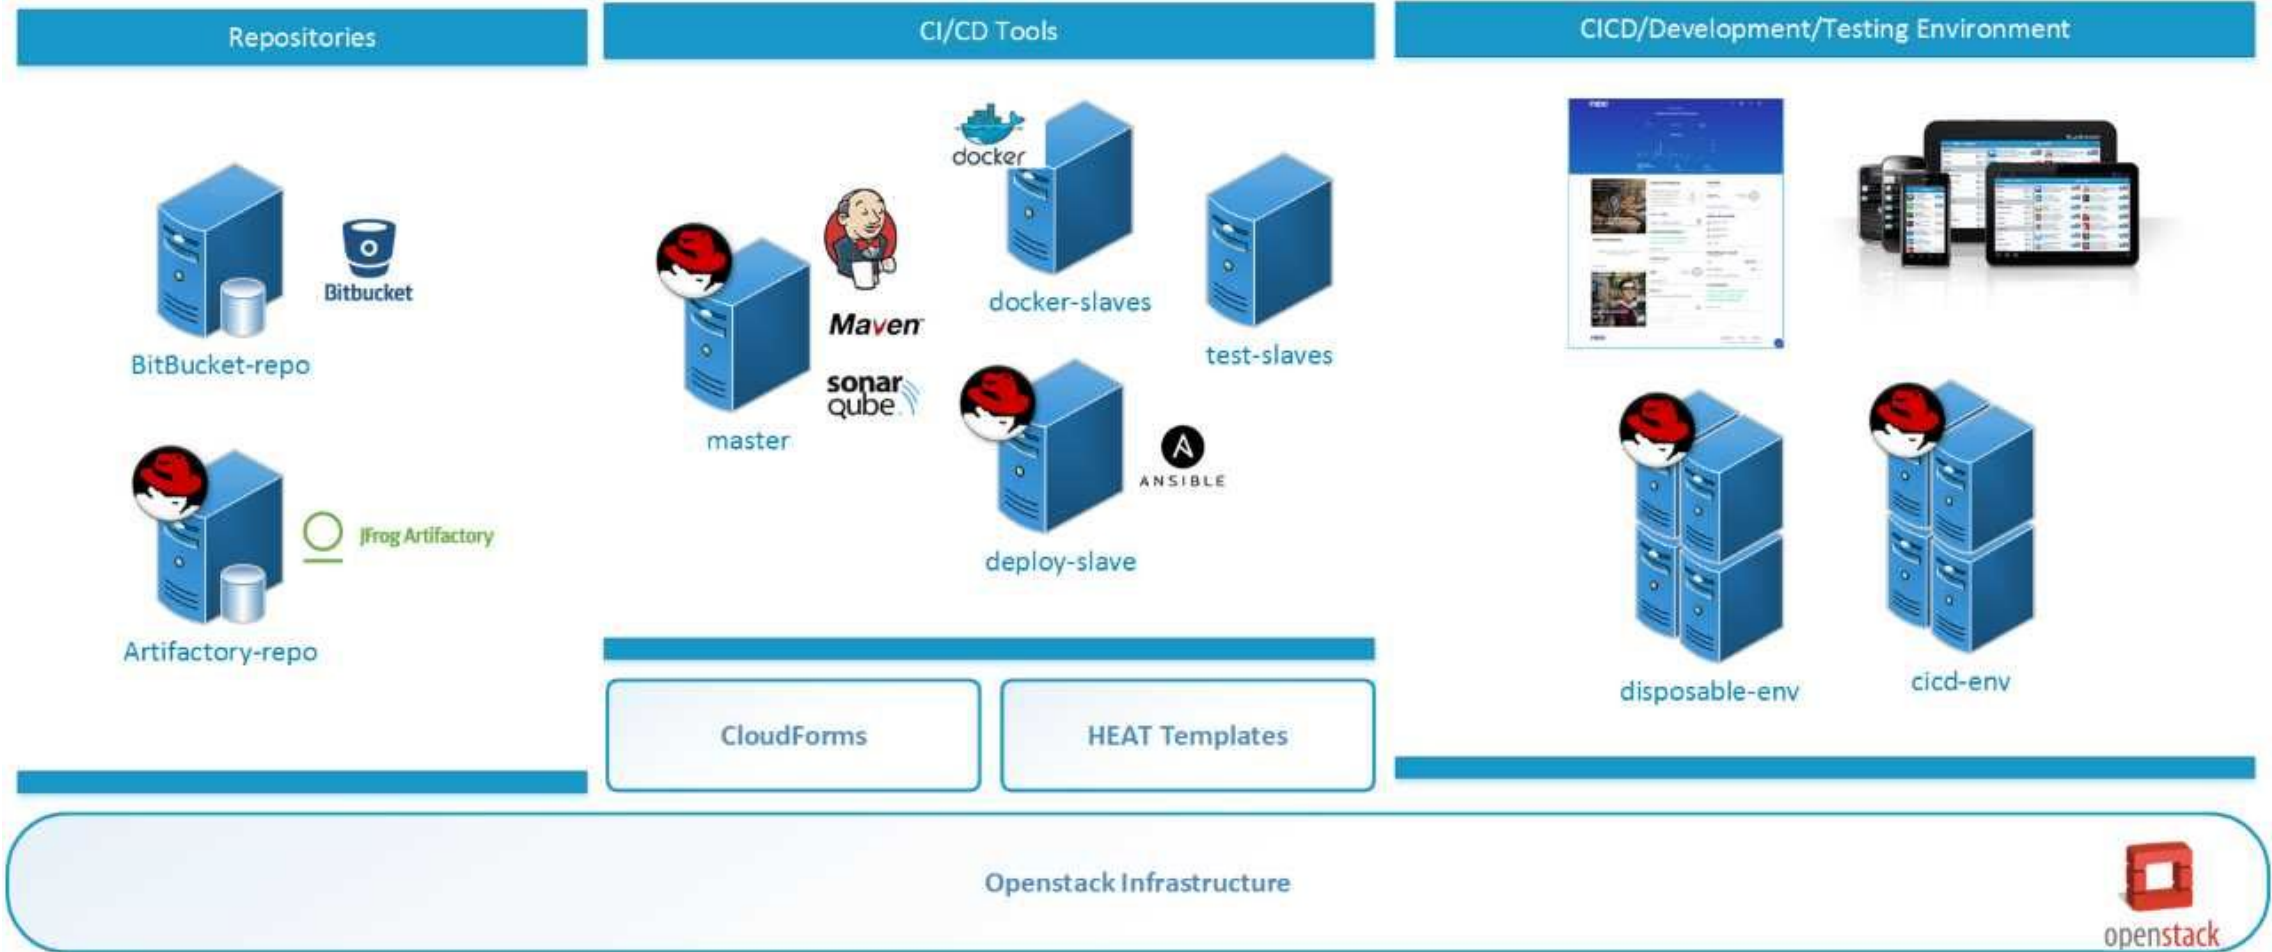 Repositories
CI/CD Tools
CICD/Development/Testing Environment
Bitbucket
BitBucket-repo
JFrog Artifactory
Artifactory-repo
docker
docker-slaves
test-slaves
Maven
sonar
qube
master
ANSIBLE
deploy-slave
disposable-env
cicd-env
CloudForms
HEAT Templates
Openstack Infrastructure
openstack